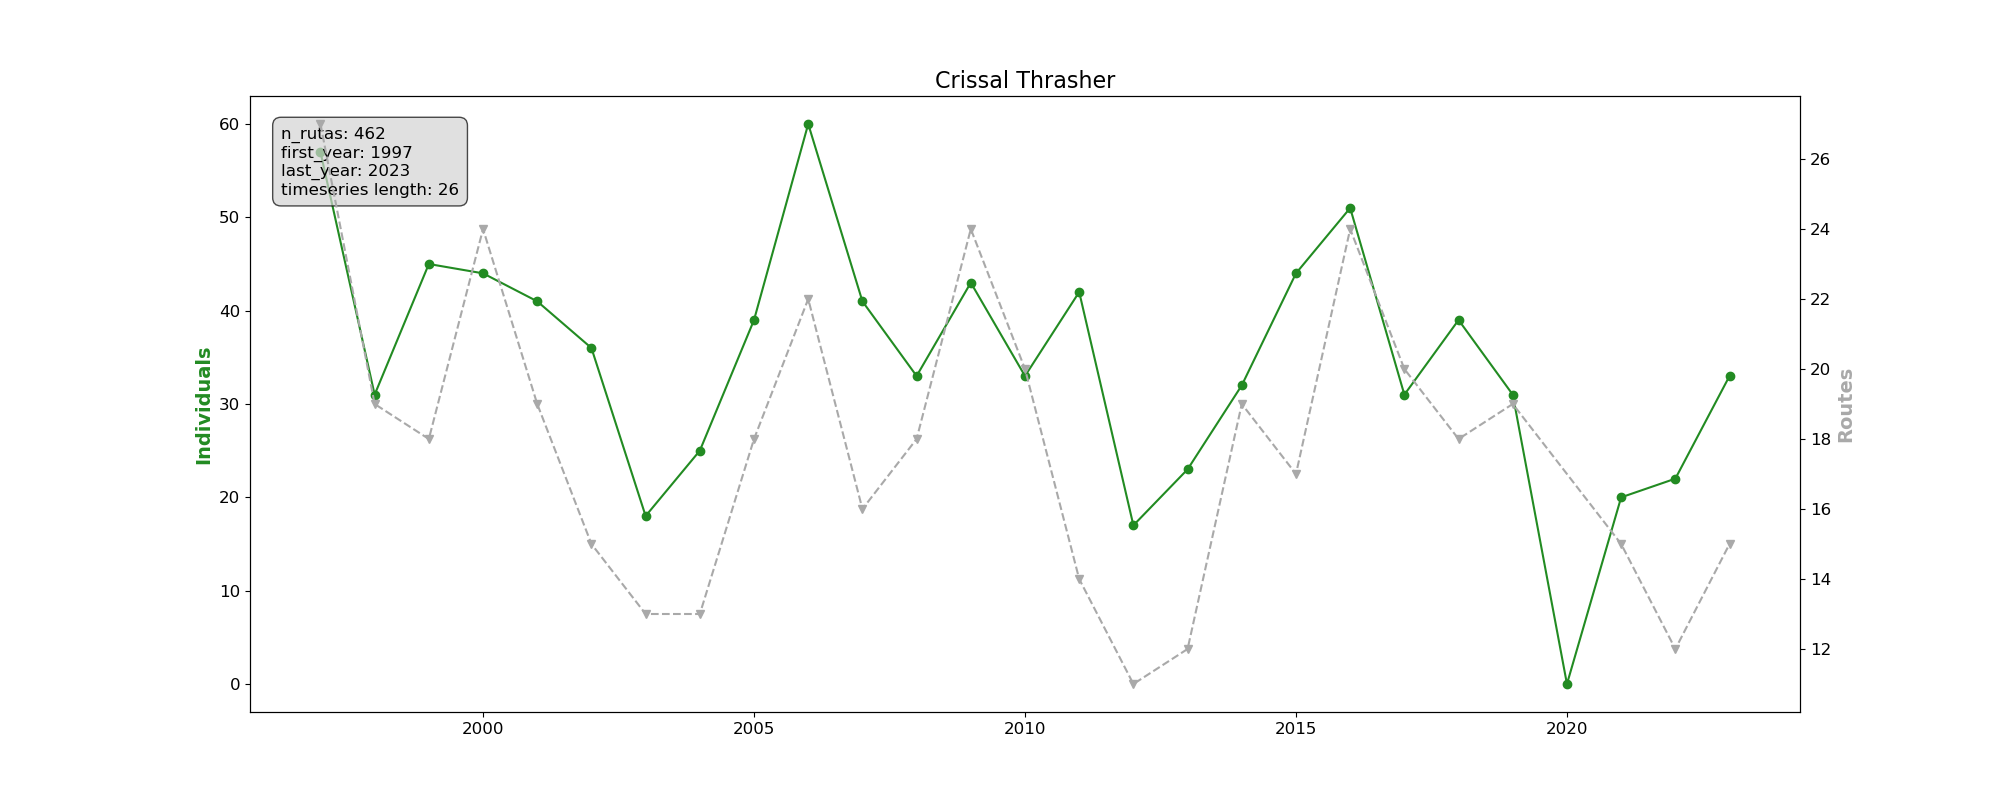 Crissal Thrasher
n_rutas: 462
first_year: 1997
last_year: 2023
timeseries length: 26
Individuals
60
50
40
30
20
10
0
26
24
22
20
18
16
14
12
Routes
2000
2005
2010
2015
2020